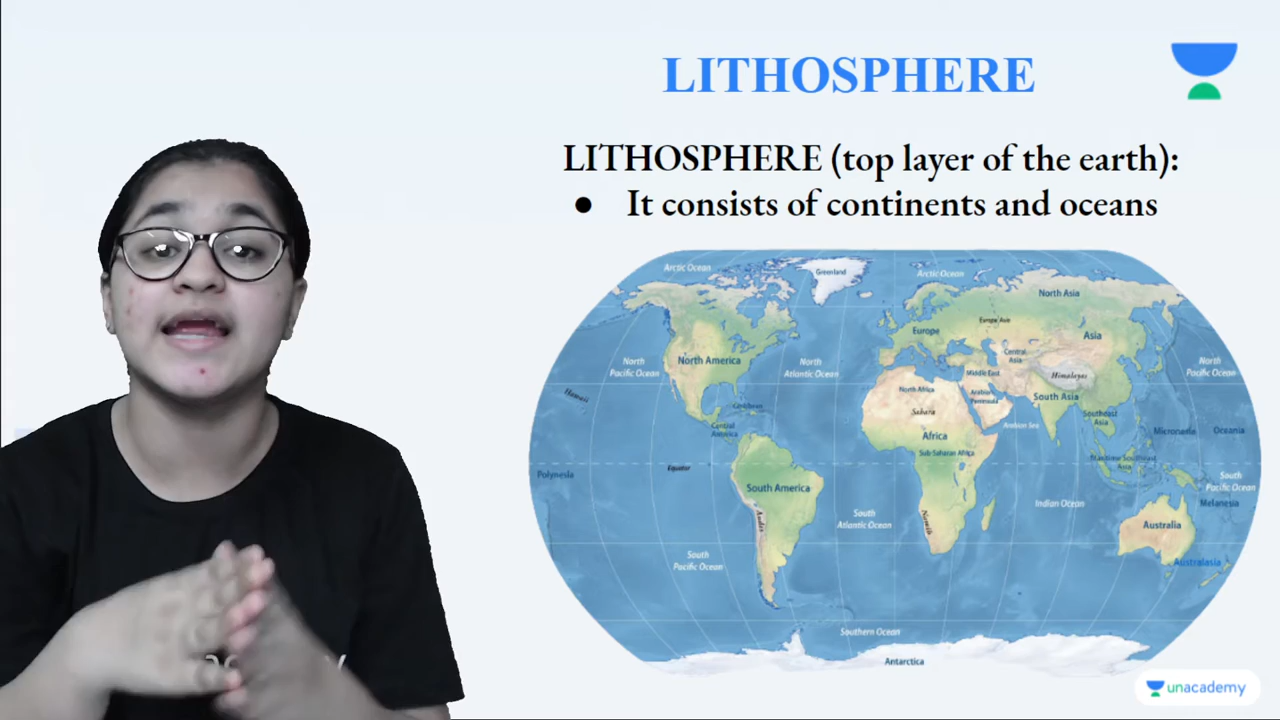 LITHOSPHERE
LITHOSPHERE (top layer of the earth):
● It consists of continents and oceans
Arctic Ocean
Greenland
Arctic Ocean
North Asia
Europe
Asia
North America
North Pacific Ocean
North Atlantic Ocean
Central Asia
Middle East
Himalayas
North Pacific Ocean
Hawaii
North Africa
Arabian Peninsula
South Asia
Sahara
Caribbean
Arabian Sea
Southeast Asia
Central America
Africa
Micronesia
Oceania
Sub-Saharan Africa
Maritime Southeast Asia
Equator
Polynesia
South America
South Pacific Ocean
Indian Ocean
Melanesia
Andes
South Atlantic Ocean
Namib
Australia
South Pacific Ocean
Australasia
Southern Ocean
Antarctica
unacademy